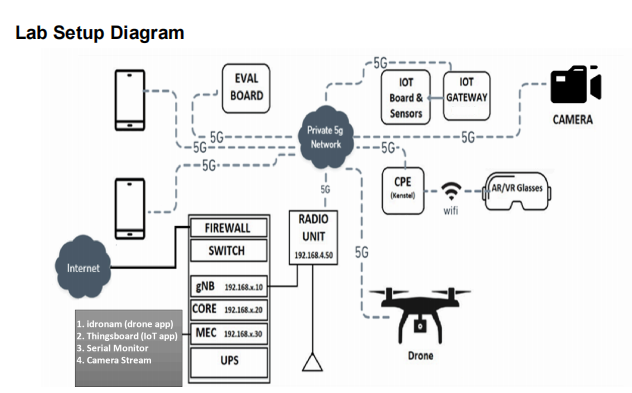 Lab Setup Diagram
5G
EVAL
BOARD
IOT
Board &
Sensors
IOT
GATEWAY
CAMERA
Private 5g
Network
5G
5G
5G
5G
5G
CPE
(Kenstel)
wifi
AR/VR Glasses
5G
RADIO
UNIT
192.168.4.50
5G
FIREWALL
SWITCH
Internet
gNB 192.168.x.10
CORE 192.168.x.20
MEC 192.168.x.30
UPS
1. idronam (drone app)
2. Thingsboard (IoT app)
3. Serial Monitor
4. Camera Stream
Drone